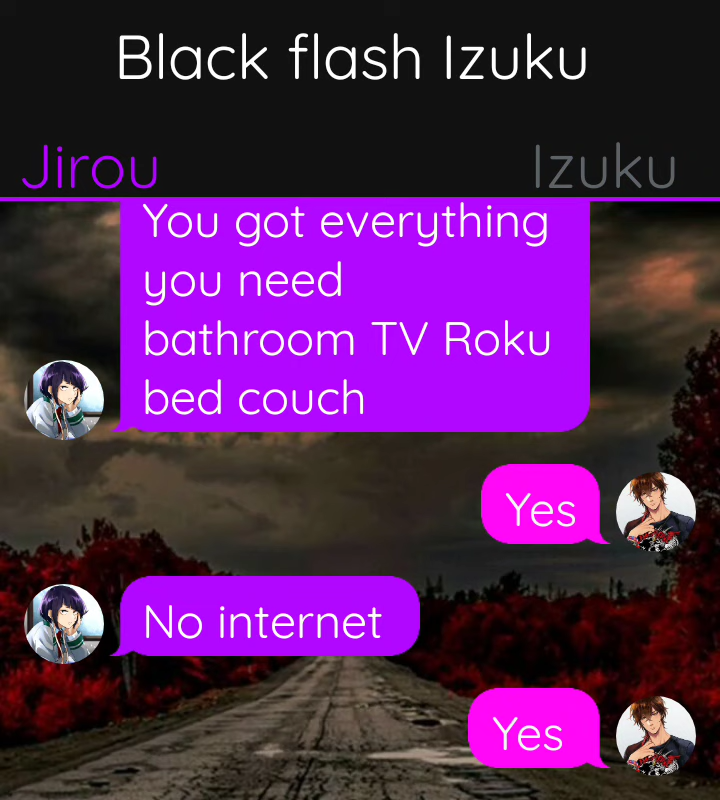 Black flash Izuku
Jirou
Izuku
You got everything
you need
bathroom TV Roku
bed couch
Yes
No internet
Yes